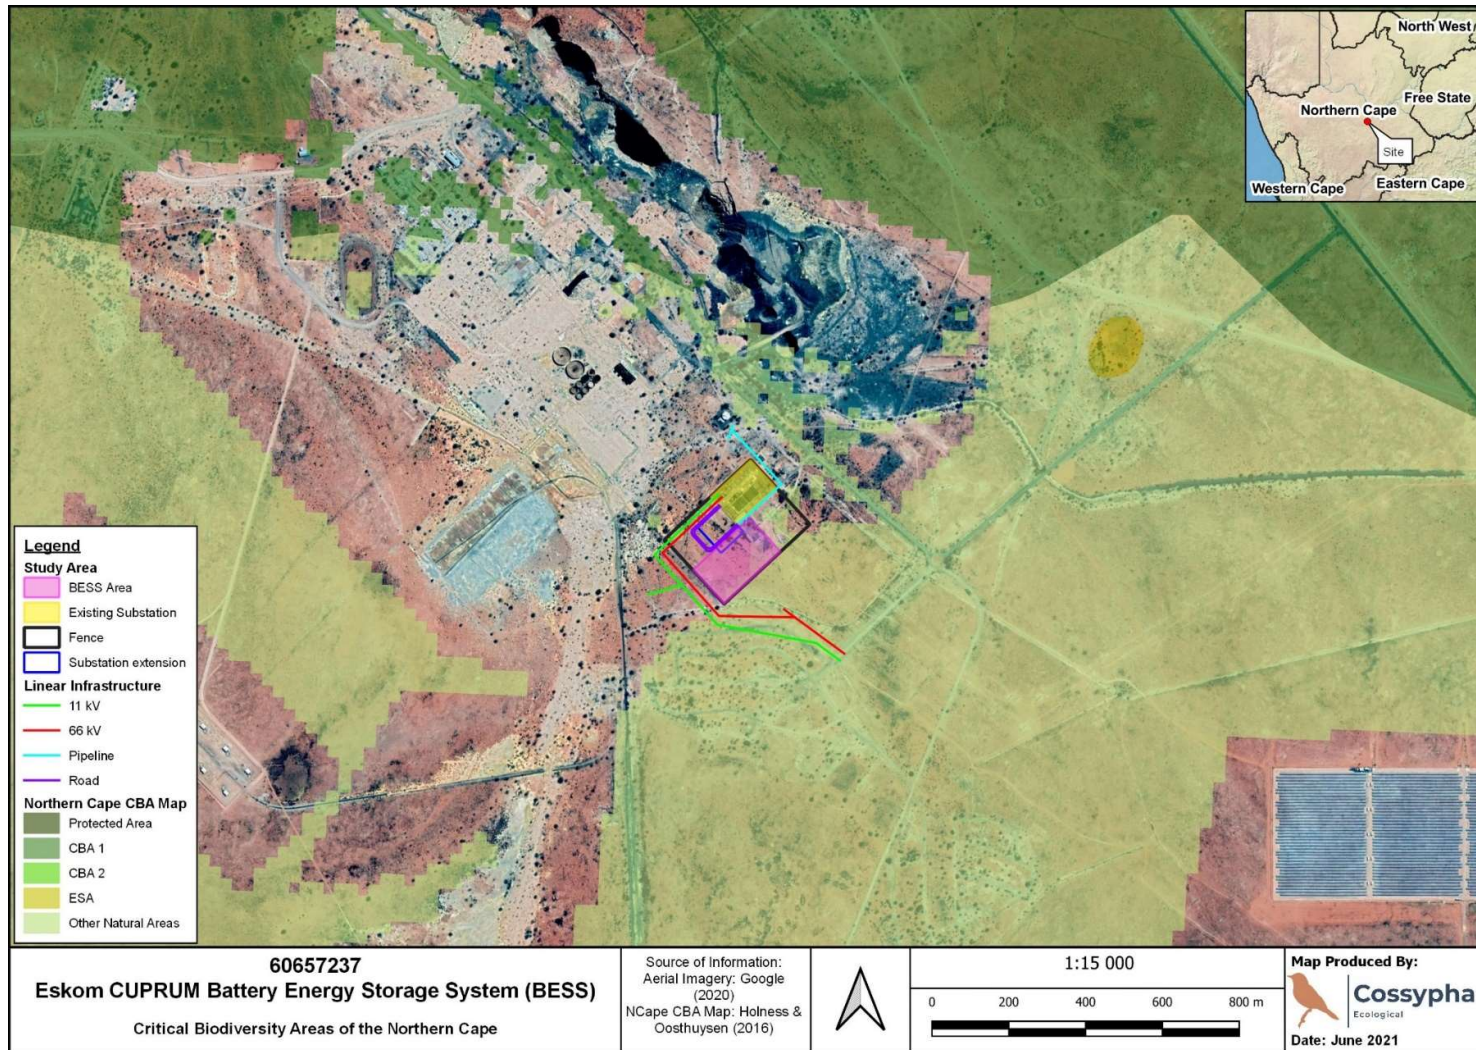 North West
Free State
Northern Cape
Site
Western Cape
Eastern Cape
Legend
Study Area
BESS Area
Existing Substation
Fence
Substation extension
Linear Infrastructure
11 kV
66 kV
Pipeline
Road
Northern Cape CBA Map
Protected Area
CBA 1
CBA 2
ESA
Other Natural Areas
60657237
Eskom CUPRUM Battery Energy Storage System (BESS)
Critical Biodiversity Areas of the Northern Cape
Source of Information:
Aerial Imagery: Google
(2020)
NCape CBA Map: Holness &
Oosthuysen (2016)
1:15 000
0 200 400 600 800 m
Map Produced By:
Cossypha
Ecological
Date: June 2021